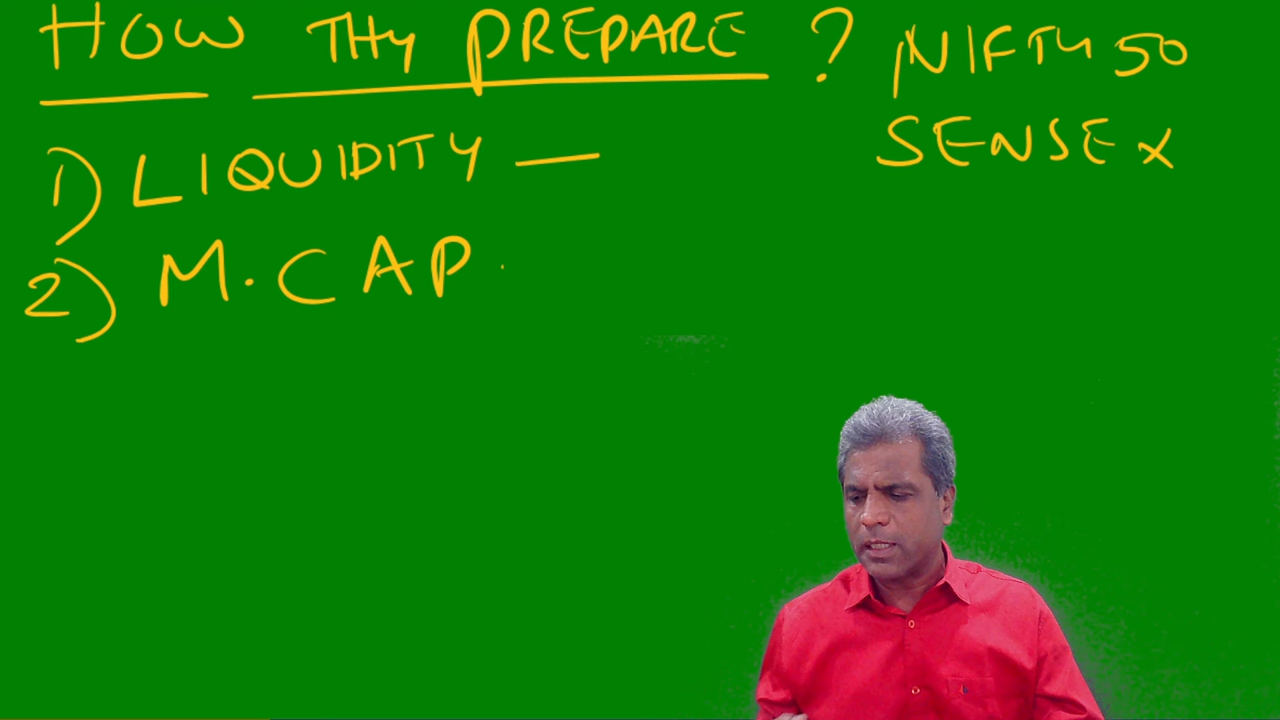 HOW THY PREPARE ? NIFTY 50
SENSEX
1) LIQUIDITY —
2) M.CAP.